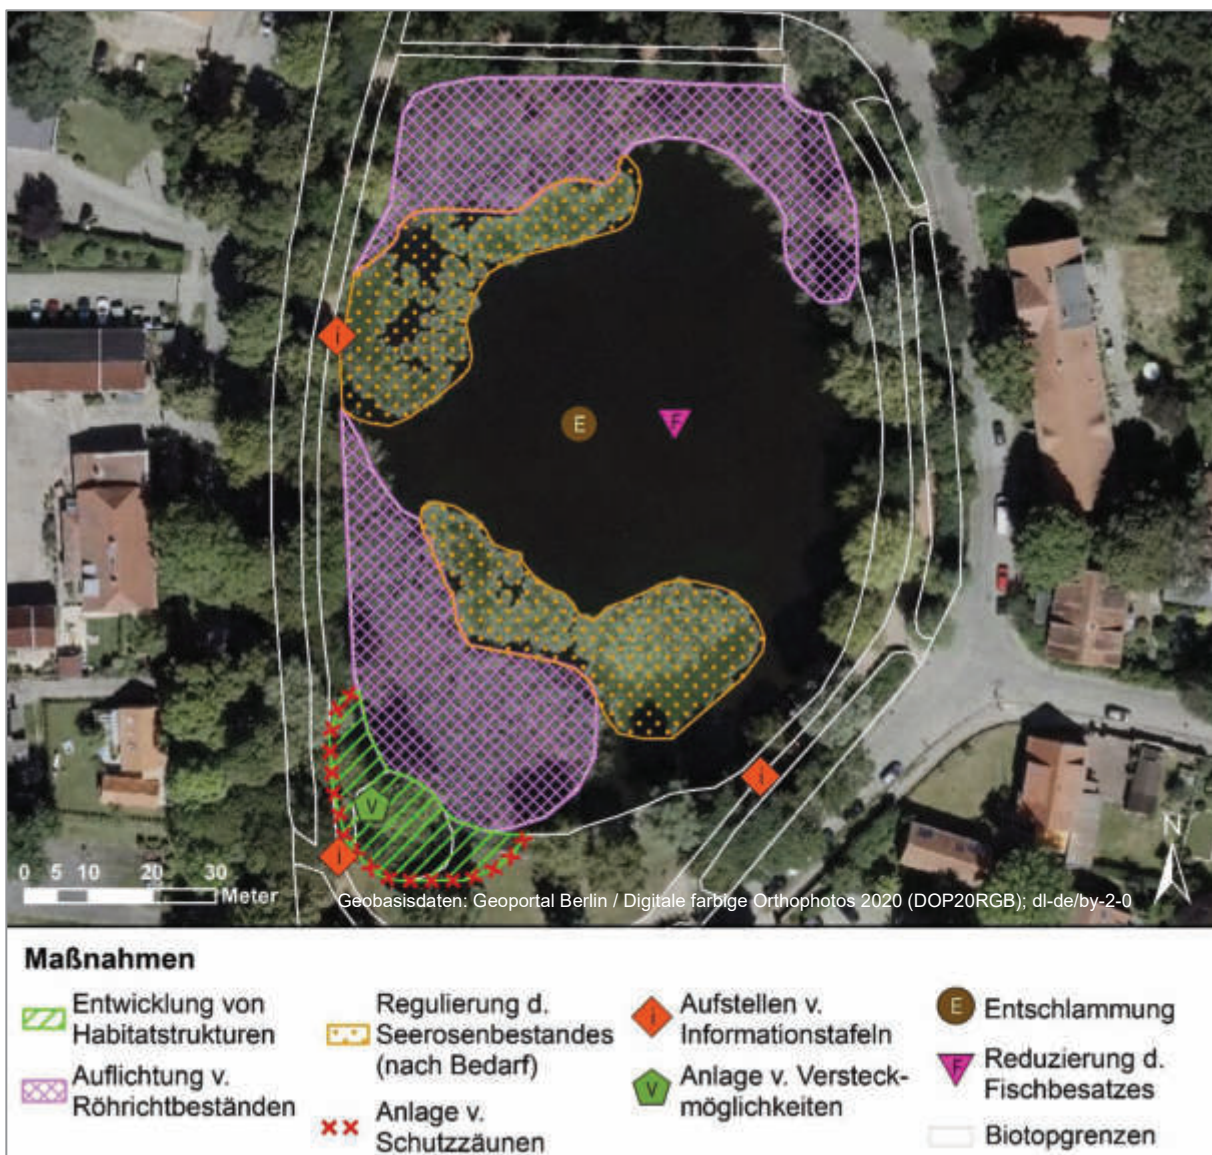 i
E
F
V
i
i
N
0 5 10 20 30
Meter
Geobasisdaten: Geoportal Berlin / Digitale farbige Orthophotos 2020 (DOP20RGB); dl-de/by-2-0
Maßnahmen
Entwicklung von
Habitatstrukturen
Auflichtung v.
Röhrichtbeständen
Regulierung d.
Seerosenbestandes
(nach Bedarf)
Anlage v.
Schutzzäunen
i
Aufstellen v.
Informationstafeln
V
Anlage v. Versteck-
möglichkeiten
E
Entschlammung
F
Reduzierung d.
Fischbesatzes
Biotopgrenzen